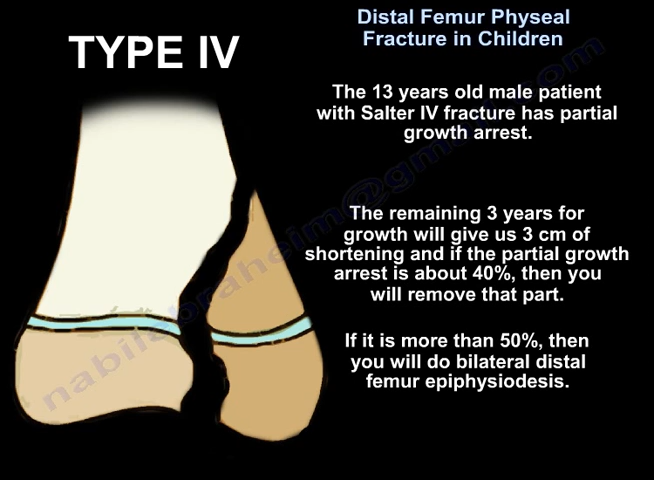 Distal Femur Physeal
Fracture in Children
TYPE IV
The 13 years old male patient
with Salter IV fracture has partial
growth arrest.
The remaining 3 years for
growth will give us 3 cm of
shortening and if the partial growth
arrest is about 40%, then you
will remove that part.
If it is more than 50%, then
you will do bilateral distal
femur epiphysiodesis.